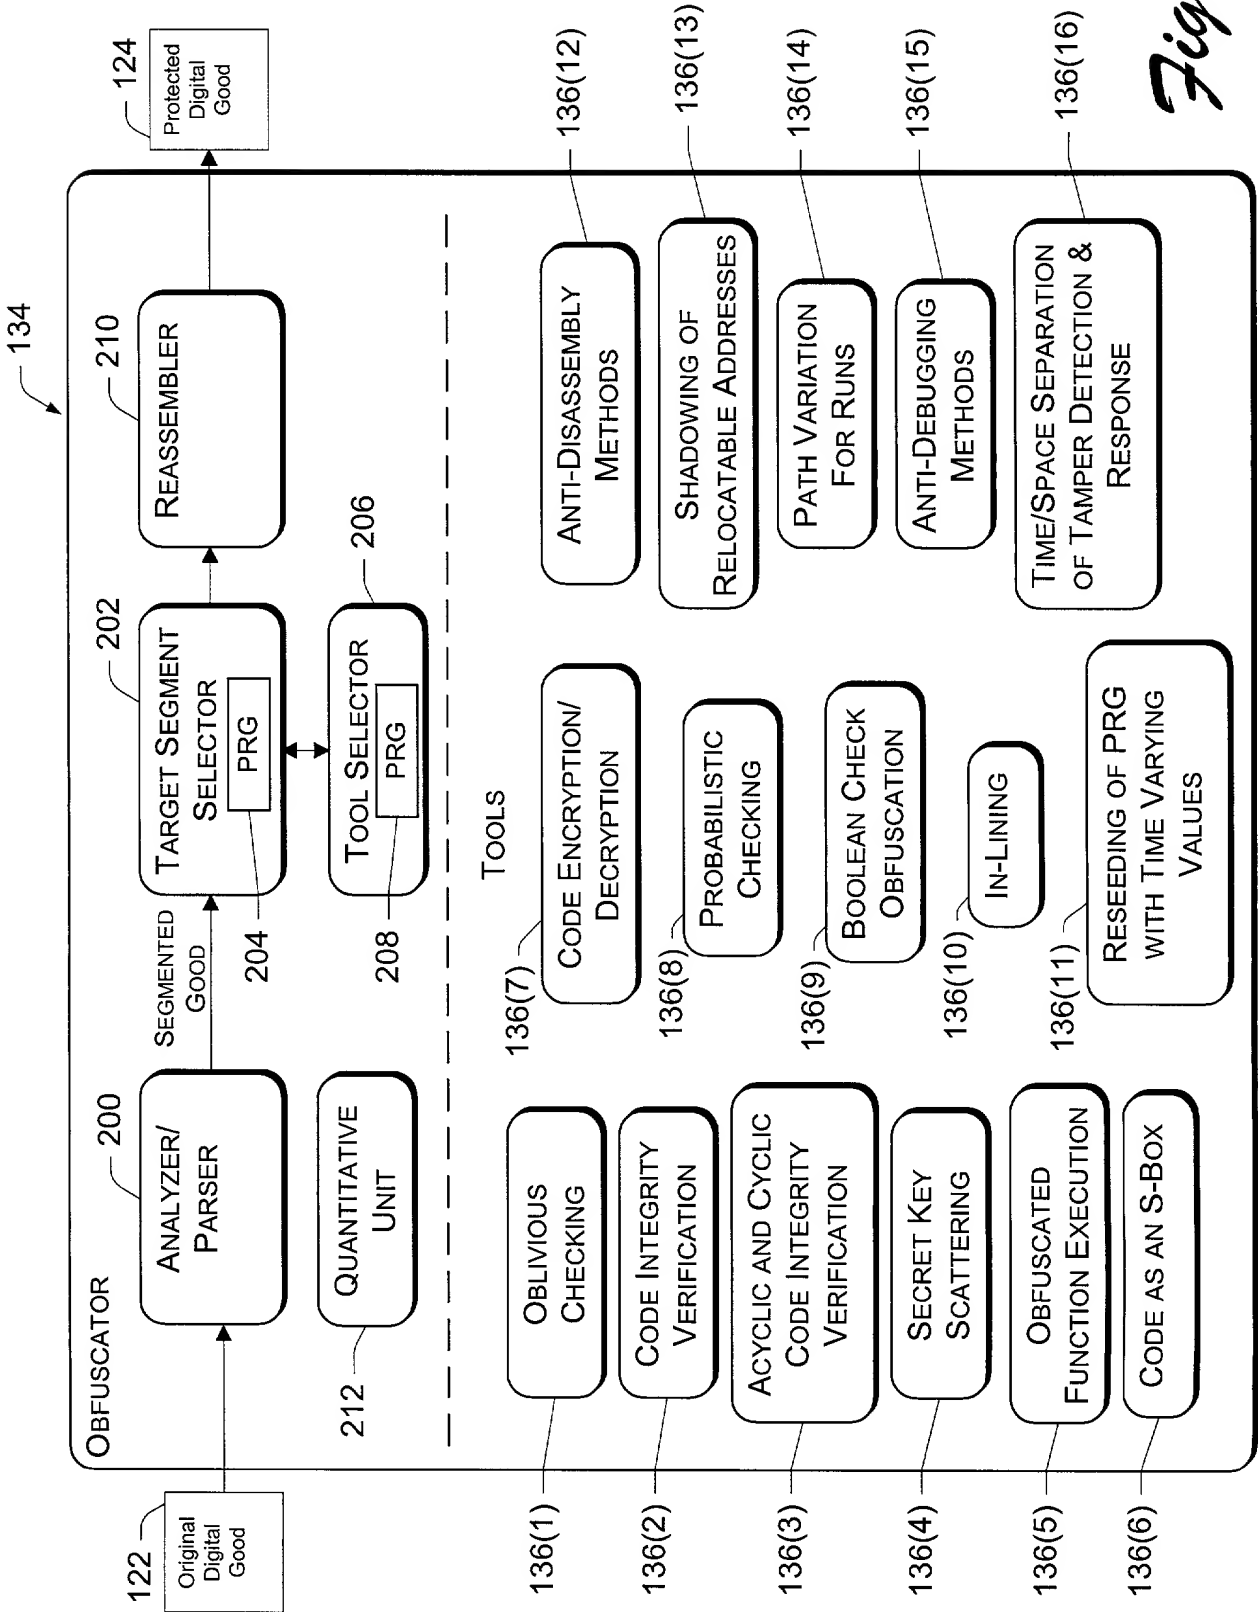 134
OBFUSCATOR
122
Original
Digital
Good
200
ANALYZER/
PARSER
SEGMENTED
GOOD
202
TARGET SEGMENT
SELECTOR
PRG
204
210
REASSEMBLER
124
Protected
Digital
Good
212
QUANTITATIVE
UNIT
206
TOOL SELECTOR
PRG
208
TOOLS
136(1)
OBLIVIOUS
CHECKING
136(2)
CODE INTEGRITY
VERIFICATION
136(3)
ACYCLIC AND CYCLIC
CODE INTEGRITY
VERIFICATION
136(4)
SECRET KEY
SCATTERING
136(5)
OBFUSCATED
FUNCTION EXECUTION
136(6)
CODE AS AN S-BOX
136(7)
CODE ENCRYPTION/
DECRYPTION
136(8)
PROBABILISTIC
CHECKING
136(9)
BOOLEAN CHECK
OBFUSCATION
136(10)
IN-LINING
136(11)
RESEEDING OF PRG
WITH TIME VARYING
VALUES
136(12)
ANTI-DISASSEMBLY
METHODS
136(13)
SHADOWING OF
RELOCATABLE ADDRESSES
136(14)
PATH VARIATION
FOR RUNS
136(15)
ANTI-DEBUGGING
METHODS
136(16)
TIME/SPACE SEPARATION
OF TAMPER DETECTION &
RESPONSE
Fig